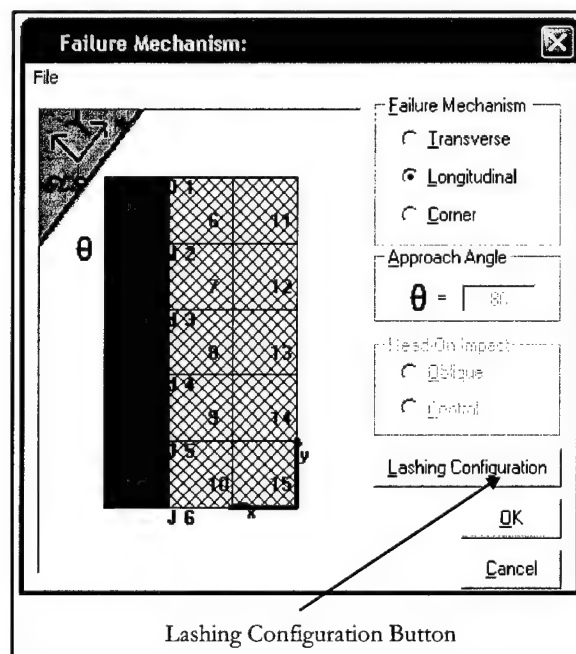 Failure Mechanism:
File
Failure Mechanism
Transverse
Longitudinal
Corner
Approach Angle
θ =
Head-On Impact
Oblique
Central
Lashing Configuration
OK
Cancel
θ
J 1
6 11
J 2
7 12
J 3
8 13
J 4
9 14
J 5
10 15
y
x
J 6
Lashing Configuration Button